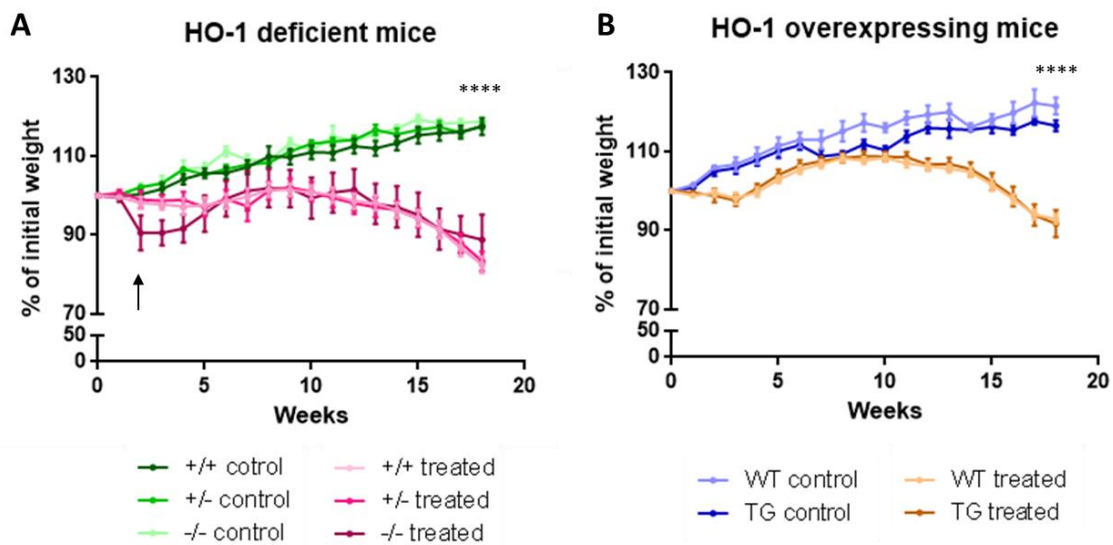 A
HO-1 deficient mice
****
130
110
90
70
50
0
% of initial weight
0 5 10 15 20
Weeks
+/+ cotrol
+/- control
-/- control
+/+ treated
+/- treated
-/- treated
B
HO-1 overexpressing mice
****
130
110
90
70
50
0
% of initial weight
0 5 10 15 20
Weeks
WT control
TG control
WT treated
TG treated